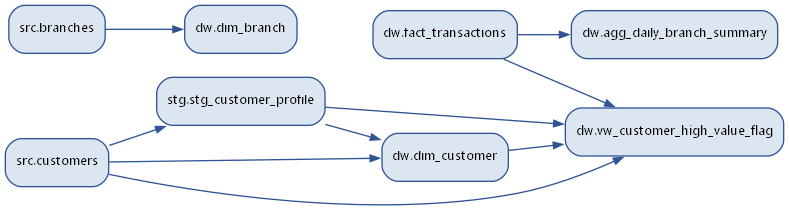 src.branches
dw.dim_branch
dw.fact_transactions
dw.agg_daily_branch_summary
stg.stg_customer_profile
dw.vw_customer_high_value_flag
src.customers
dw.dim_customer